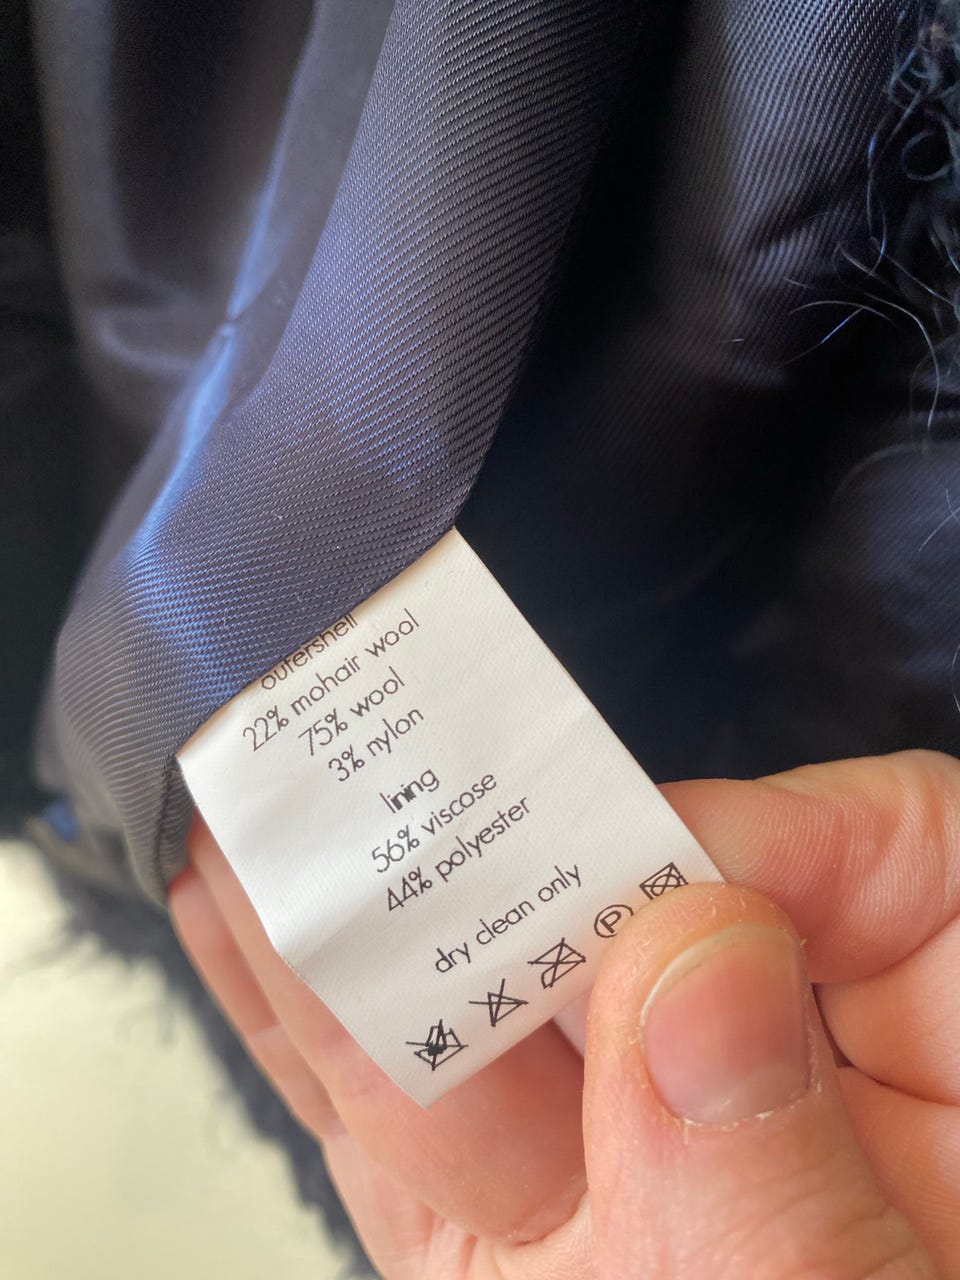 outershell
22% mohair wool
75% wool
3% nylon
lining
56% viscose
44% polyester
dry clean only
P